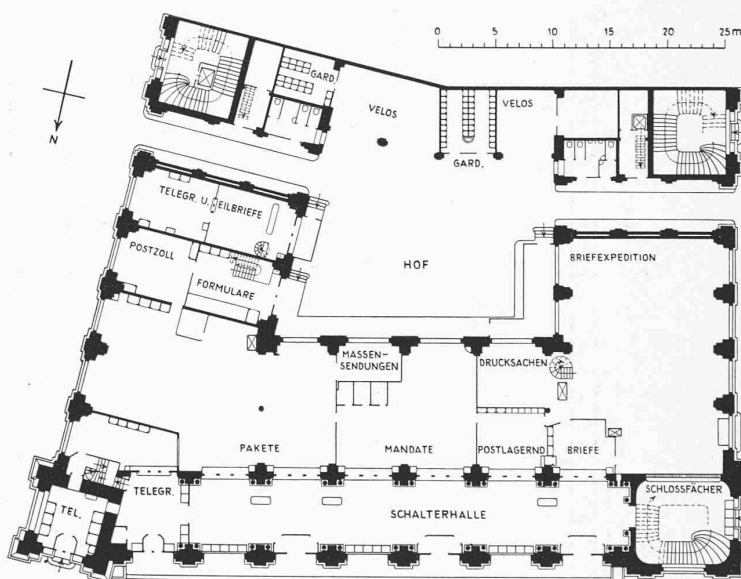 0 5 10 15 20 25 m
N
GARD.
VELOS
VELOS
GARD.
TELEGR. U. EILBRIEFE
POSTZOLL
FORMULARE
HOF
BRIEFEXPEDITION
MASSEN-
SENDUNGEN
DRUCKSACHEN
PAKETE
MANDATE
POSTLAGERND
BRIEFE
TEL.
TELEGR.
SCHALTERHALLE
SCHLOSSFÄCHER